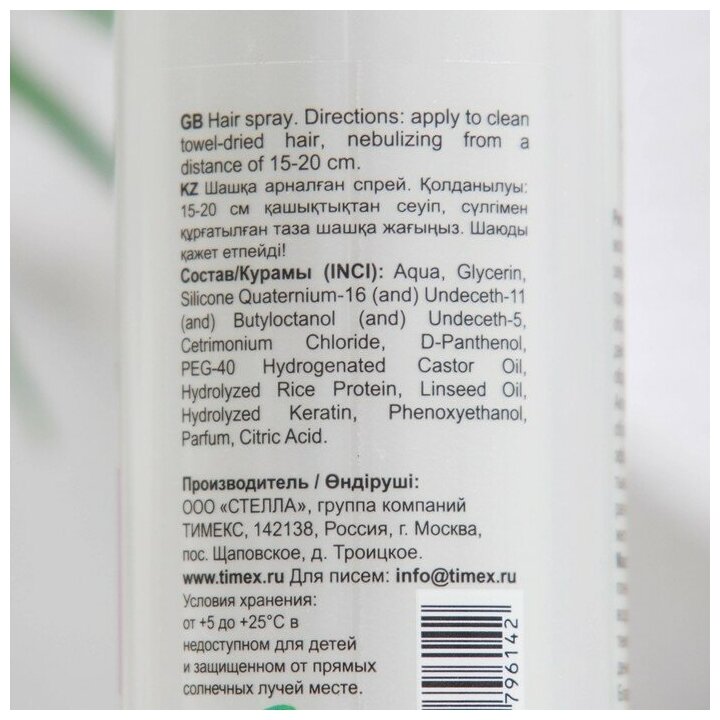 GB Hair spray. Directions: apply to clean
towel-dried hair, nebulizing from a
distance of 15-20 cm.
KZ Шашқа арналған спрей. Қолданылуы:
15-20 см қашықтықтан сеуіп, сүлгімен
құрғатылған таза шашқа жағыңыз. Шаюды
қажет етпейді!
Состав/Курамы (INCI): Aqua, Glycerin,
Silicone Quaternium-16 (and) Undeceth-11
(and) Butyloctanol (and) Undeceth-5,
Cetrimonium Chloride, D-Panthenol,
PEG-40 Hydrogenated Castor Oil,
Hydrolyzed Rice Protein, Linseed Oil,
Hydrolyzed Keratin, Phenoxyethanol,
Parfum, Citric Acid.
Производитель / Өндіруші:
ООО «СТЕЛЛА», группа компаний
ТИМЕКС, 142138, Россия, г. Москва,
пос. Щаповское, д. Троицкое.
www.timex.ru Для писем: info@timex.ru
Условия хранения:
от +5 до +25°С в
недоступном для детей
и защищенном от прямых
солнечных лучей месте.
796142